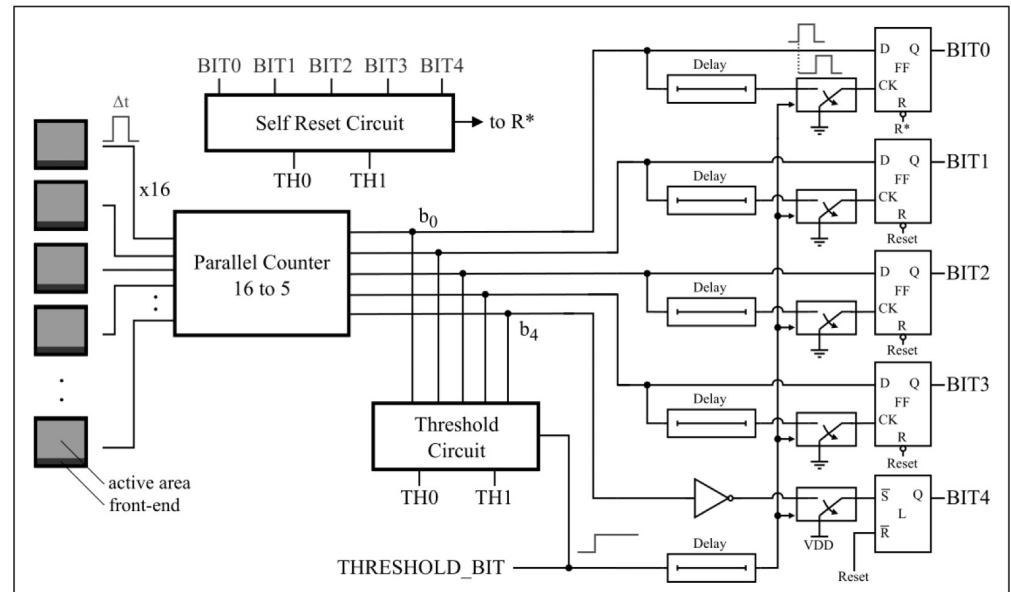 BIT0 BIT1 BIT2 BIT3 BIT4
Self Reset Circuit
to R*
TH0 TH1
Δt
x16
Parallel Counter
16 to 5
b0
b4
Threshold
Circuit
TH0 TH1
active area
front-end
THRESHOLD_BIT
Delay
D Q
FF
CK
R
R*
BIT0
Delay
D Q
FF
CK
R
Reset
BIT1
Delay
D Q
FF
CK
R
Reset
BIT2
Delay
D Q
FF
CK
R
Reset
BIT3
VDD
S̅ Q
L
R̅
BIT4
Delay
Reset